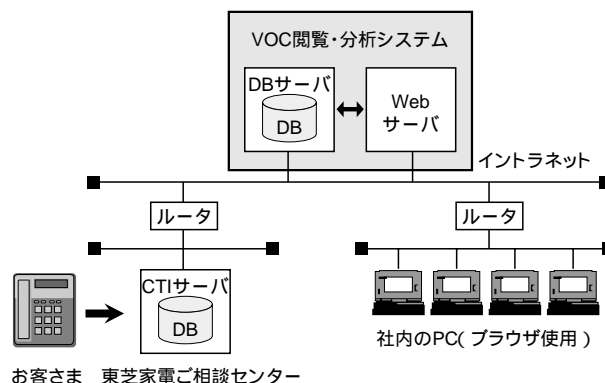 VOC閲覧・分析システム
DBサーバ
DB
Web
サーバ
イントラネット
ルータ
ルータ
CTIサーバ
DB
社内のPC(ブラウザ使用)
お客さま 東芝家電ご相談センター